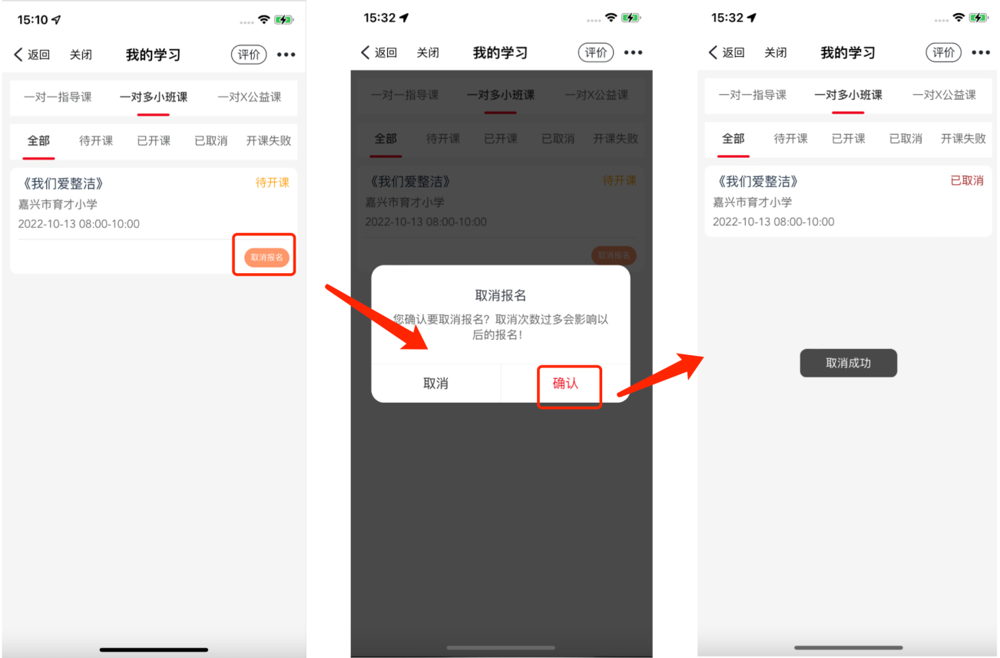 15:10
返回 关闭 我的学习 评价
一对一指导课 一对多小班课 一对X公益课
全部 待开课 已开课 已取消 开课失败
《我们爱整洁》 待开课
嘉兴市育才小学
2022-10-13 08:00-10:00
取消报名
15:32
返回 关闭 我的学习 评价
一对一指导课 一对多小班课 一对X公益课
全部 待开课 已开课 已取消 开课失败
《我们爱整洁》 待开课
嘉兴市育才小学
2022-10-13 08:00-10:00
取消报名
取消报名
您确认要取消报名？取消次数过多会影响以
后的报名！
取消 确认
15:32
返回 关闭 我的学习 评价
一对一指导课 一对多小班课 一对X公益课
全部 待开课 已开课 已取消 开课失败
《我们爱整洁》 已取消
嘉兴市育才小学
2022-10-13 08:00-10:00
取消成功